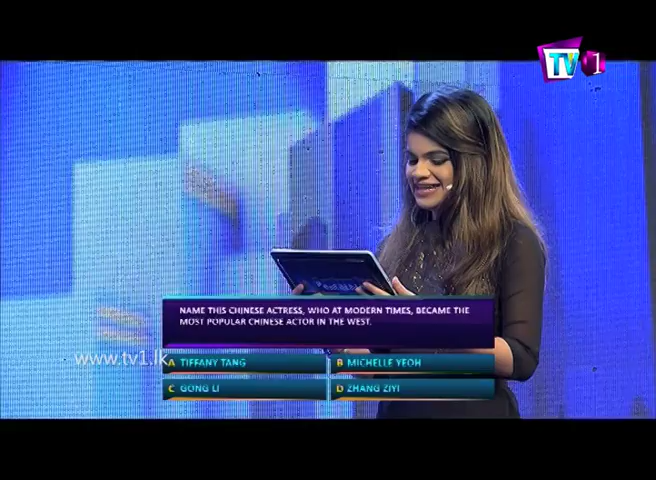 TV1
NAME THIS CHINESE ACTRESS, WHO AT MODERN TIMES, BECAME THE
MOST POPULAR CHINESE ACTOR IN THE WEST.
www.tv1.lk
A TIFFANY TANG
B MICHELLE YEOH
C GONG LI
D ZHANG ZIYI